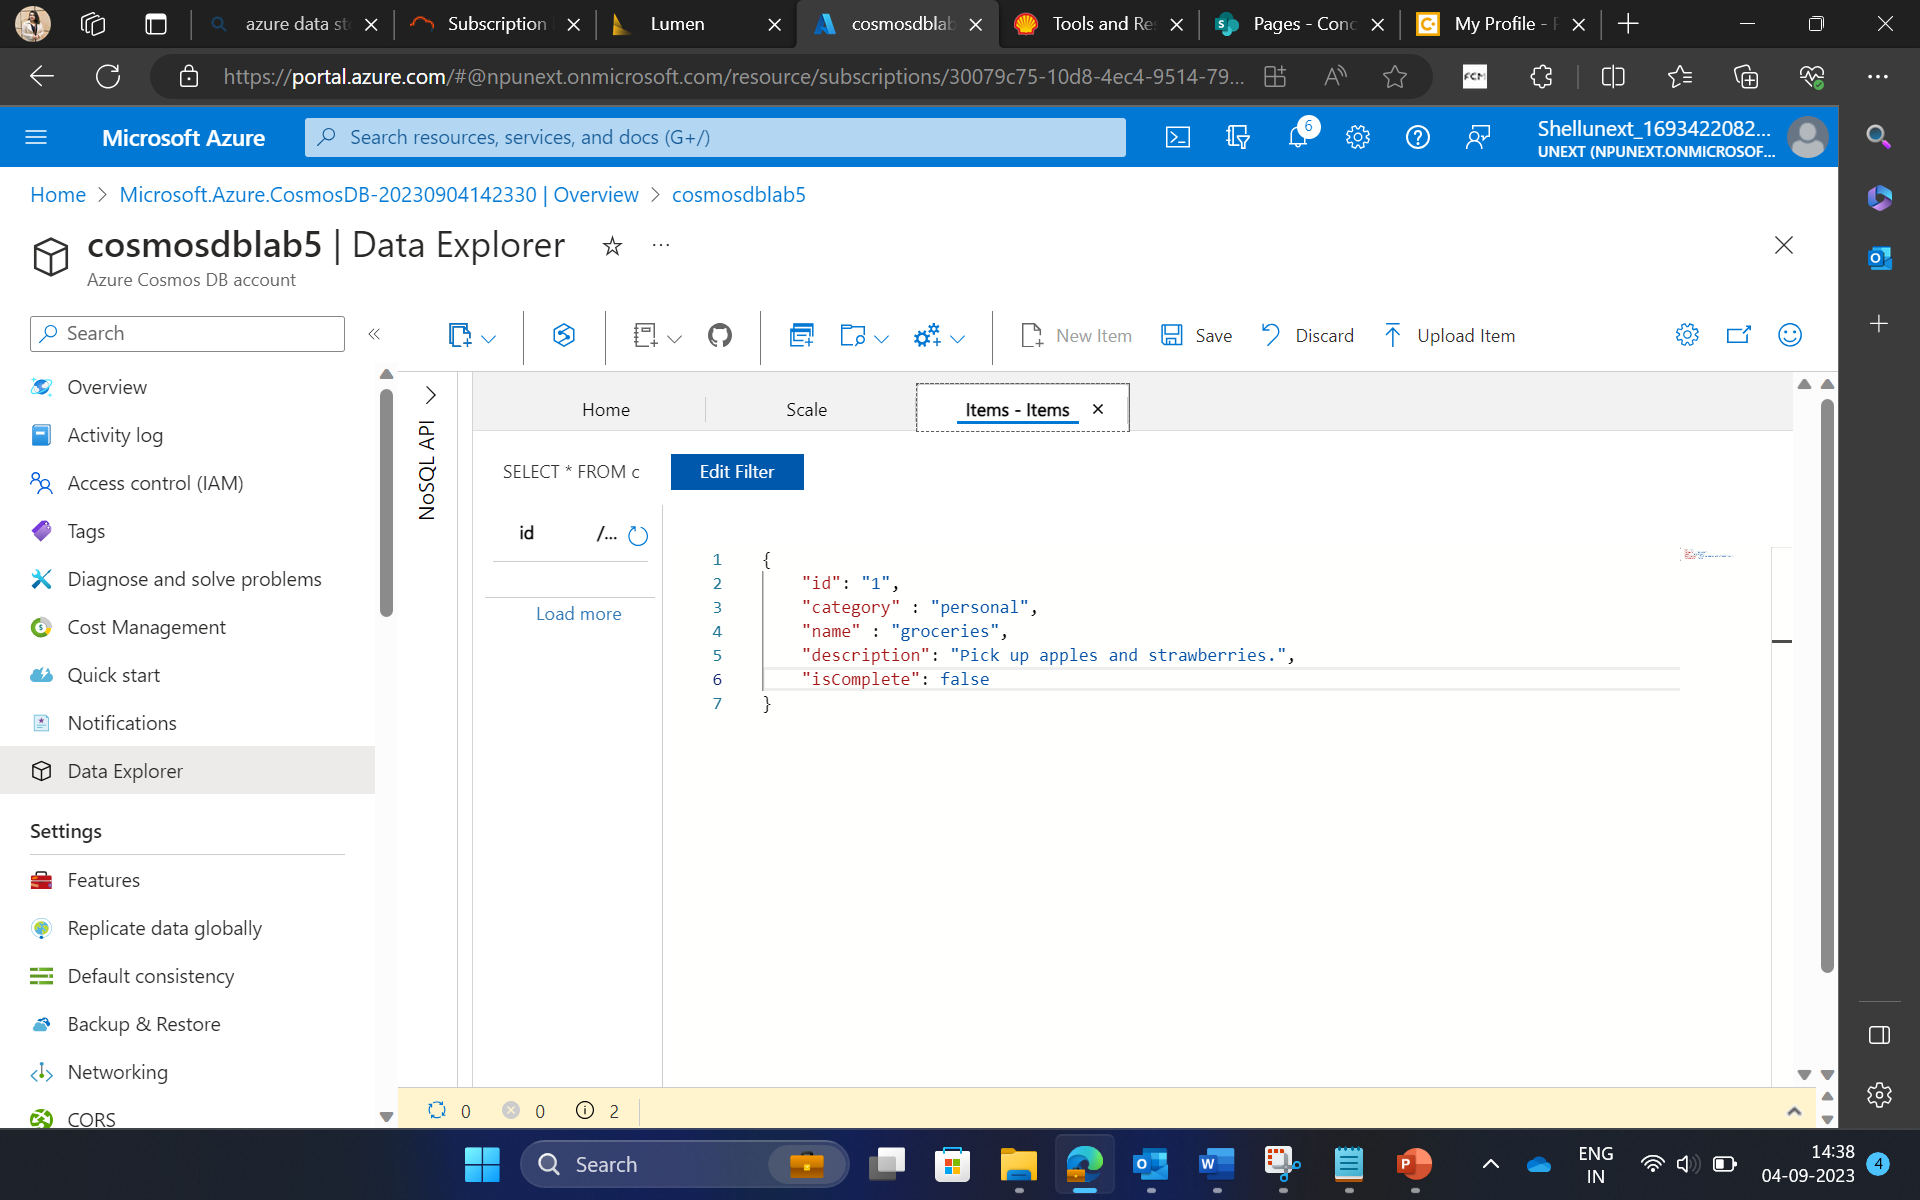 azure data st
Subscription
Lumen
cosmosdblab
Tools and Re
Pages - Conc
My Profile -
https://portal.azure.com/#@npunext.onmicrosoft.com/resource/subscriptions/30079c75-10d8-4ec4-9514-79...
FCM
Microsoft Azure
Search resources, services, and docs (G+/)
6
Shellunext_1693422082...
UNEXT (NPUNEXT.ONMICROSOF...
Home > Microsoft.Azure.CosmosDB-20230904142330 | Overview > cosmosdblab5
cosmosdblab5 | Data Explorer
Azure Cosmos DB account
Search
New Item
Save
Discard
Upload Item
Overview
Activity log
Access control (IAM)
Tags
Diagnose and solve problems
Cost Management
Quick start
Notifications
Data Explorer
Settings
Features
Replicate data globally
Default consistency
Backup & Restore
Networking
CORS
NoSQL API
Home
Scale
Items - Items
SELECT * FROM c
Edit Filter
id
/...
Load more
1 {
2 "id": "1",
3 "category" : "personal",
4 "name" : "groceries",
5 "description": "Pick up apples and strawberries.",
6 "isComplete": false
7 }
0
0
2
Search
ENG
IN
14:38
04-09-2023
4